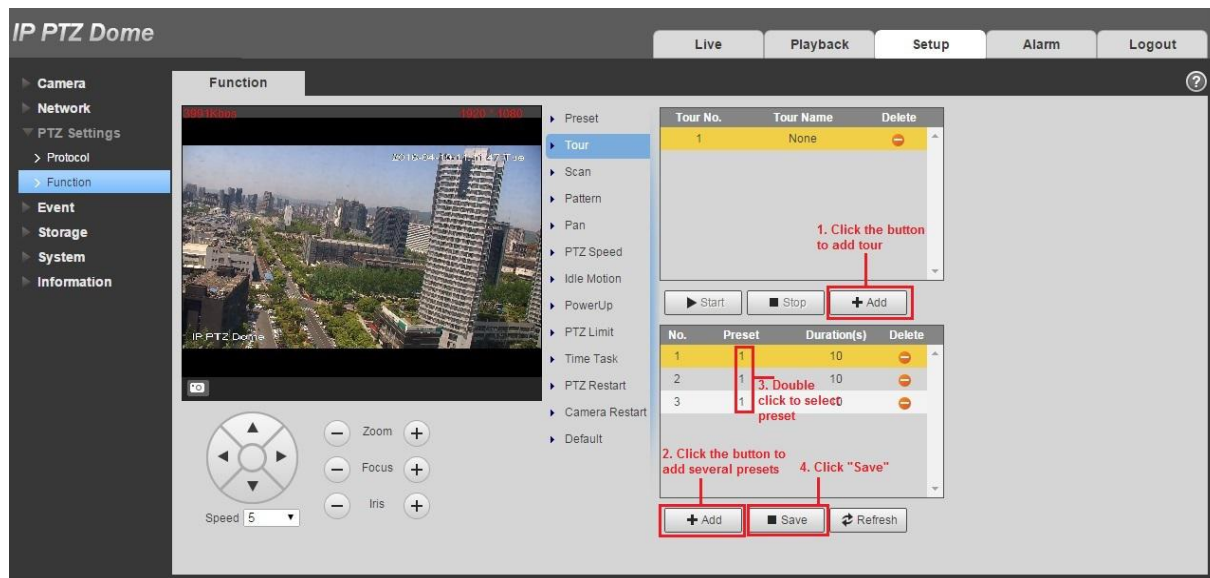 IP PTZ Dome
Live
Playback
Setup
Alarm
Logout
Camera
Network
PTZ Settings
> Protocol
> Function
Event
Storage
System
Information
Function
?
3991Kbps
1920 * 1080
IP PTZ Dome
Speed 5
Zoom
Focus
Iris
Preset
Tour
Scan
Pattern
Pan
PTZ Speed
Idle Motion
PowerUp
PTZ Limit
Time Task
PTZ Restart
Camera Restart
Default
Tour No. Tour Name Delete
1 None
1. Click the button
to add tour
Start
Stop
Add
No. Preset Duration(s) Delete
1 1 10
2 1 10
3 1 10
3. Double
click to select
preset
2. Click the button to
add several presets
4. Click "Save"
Add
Save
Refresh